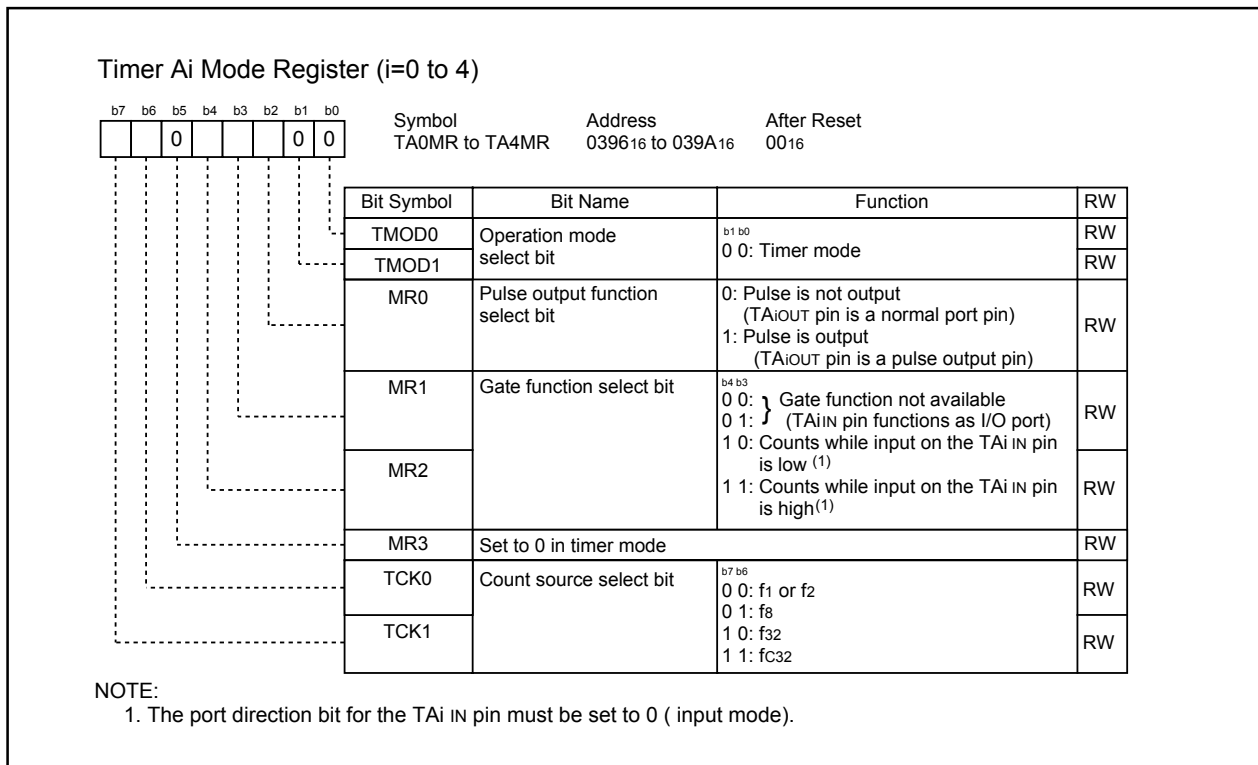 Timer Ai Mode Register (i=0 to 4)
b7 b6 b5 b4 b3 b2 b1 b0
0 0 0
Symbol Address After Reset
TA0MR to TA4MR 039616 to 039A16 0016
Bit Symbol Bit Name Function RW
TMOD0 Operation mode select bit b1 b0 RW
TMOD1 0 0: Timer mode RW
MR0 Pulse output function select bit 0: Pulse is not output
(TAiOUT pin is a normal port pin)
1: Pulse is output
(TAiOUT pin is a pulse output pin)
RW
MR1 Gate function select bit b4 b3
0 0: } Gate function not available
0 1: (TAiIN pin functions as I/O port)
RW
1 0: Counts while input on the TAi IN pin
is low (1)
MR2
1 1: Counts while input on the TAi IN pin
is high(1)
RW
MR3 Set to 0 in timer mode RW
TCK0 Count source select bit b7 b6
0 0: f1 or f2
RW
0 1: f8
TCK1
1 0: f32
1 1: fC32
RW
NOTE:
1. The port direction bit for the TAi IN pin must be set to 0 ( input mode).